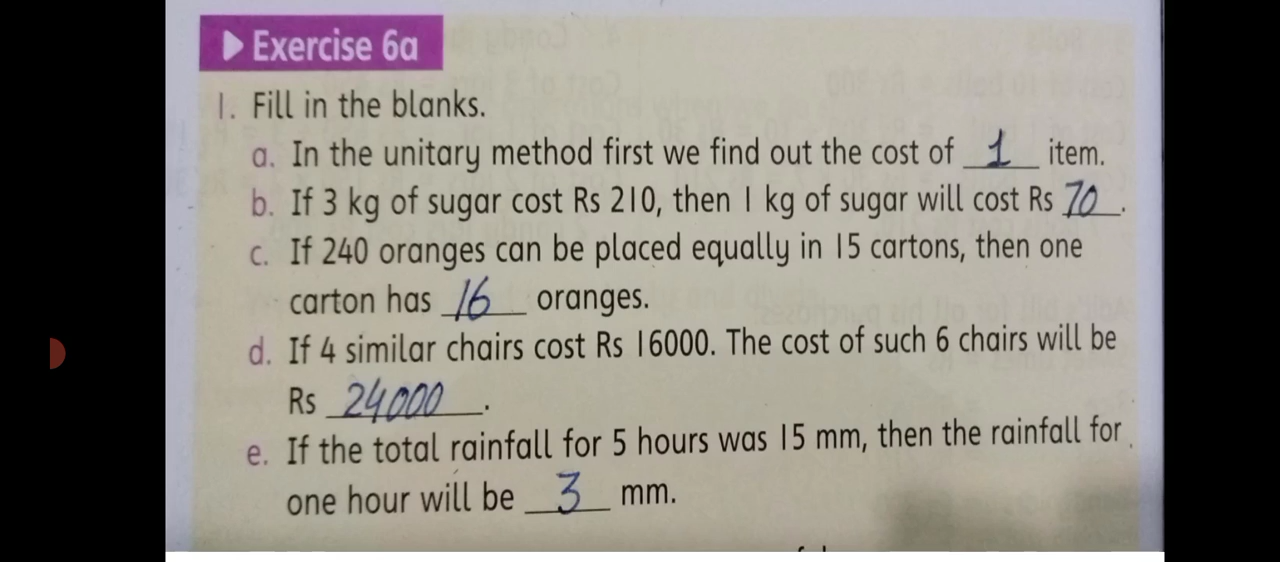 Exercise 6a
1. Fill in the blanks.
a. In the unitary method first we find out the cost of 1 item.
b. If 3 kg of sugar cost Rs 210, then 1 kg of sugar will cost Rs 70.
c. If 240 oranges can be placed equally in 15 cartons, then one
carton has 16 oranges.
d. If 4 similar chairs cost Rs 16000. The cost of such 6 chairs will be
Rs 24000.
e. If the total rainfall for 5 hours was 15 mm, then the rainfall for
one hour will be 3 mm.